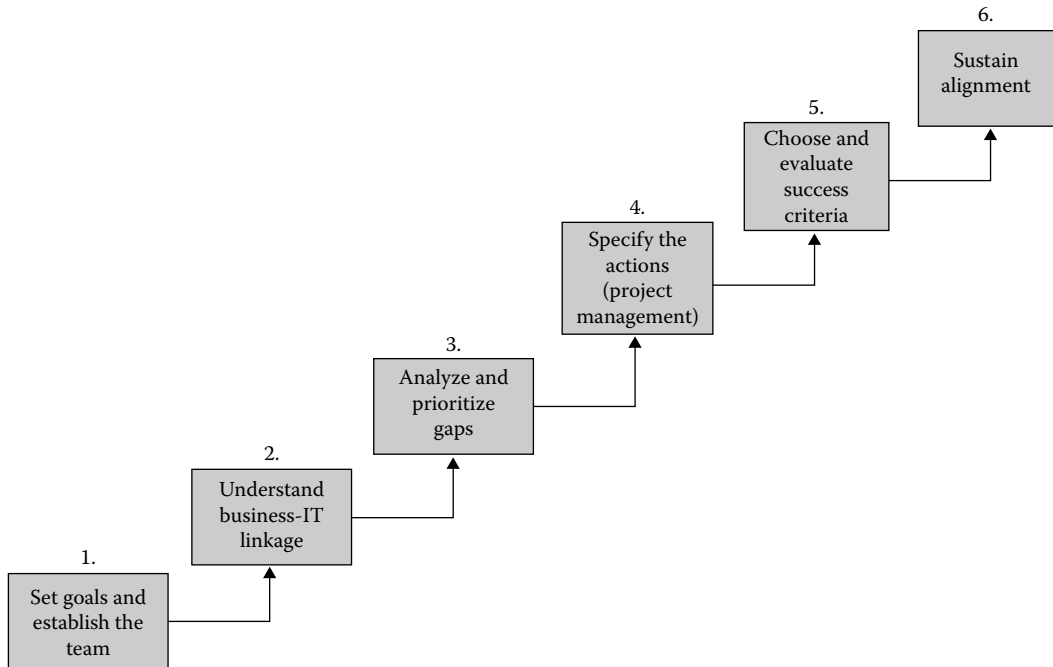 1.
Set goals and
establish the
team
2.
Understand
business-IT
linkage
3.
Analyze and
prioritize
gaps
4.
Specify the
actions
(project
management)
5.
Choose and
evaluate
success
criteria
6.
Sustain
alignment